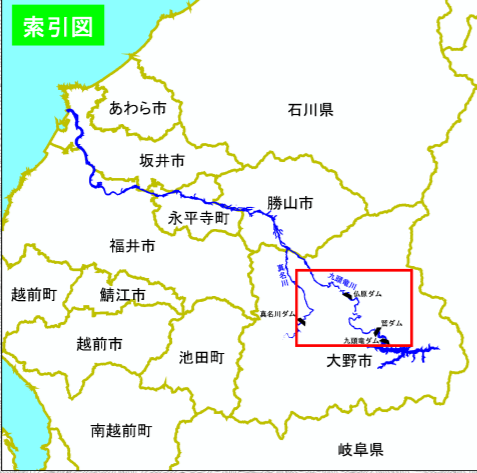 索引図
あわら市
石川県
坂井市
勝山市
永平寺町
福井市
真名川
九頭竜川
仏原ダム
越前町
鯖江市
真名川ダム
鷲ダム
越前市
九頭竜ダム
池田町
大野市
南越前町
岐阜県